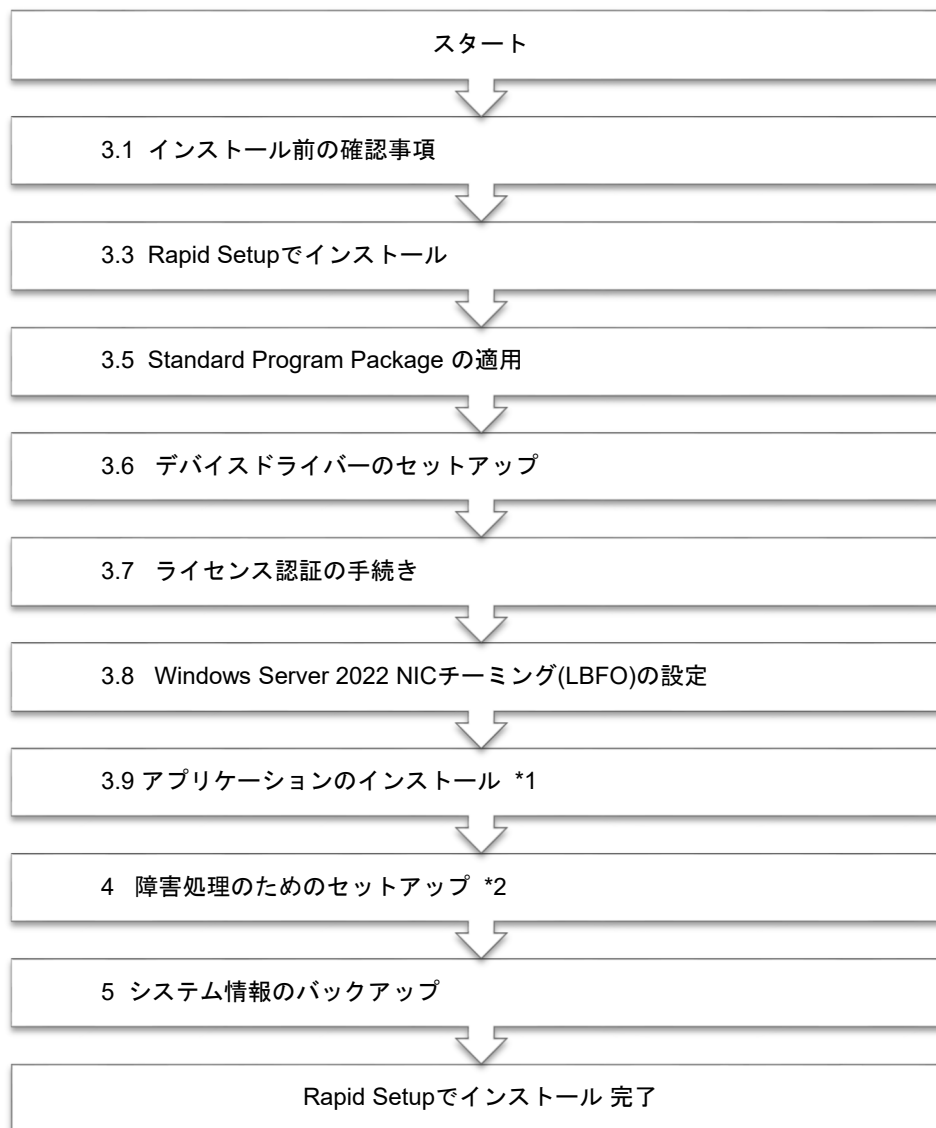 スタート
3.1 インストール前の確認事項
3.3 Rapid Setupでインストール
3.5 Standard Program Package の適用
3.6 デバイスドライバーのセットアップ
3.7 ライセンス認証の手続き
3.8 Windows Server 2022 NICチーミング(LBFO)の設定
3.9 アプリケーションのインストール *1
4 障害処理のためのセットアップ *2
5 システム情報のバックアップ
Rapid Setupでインストール 完了